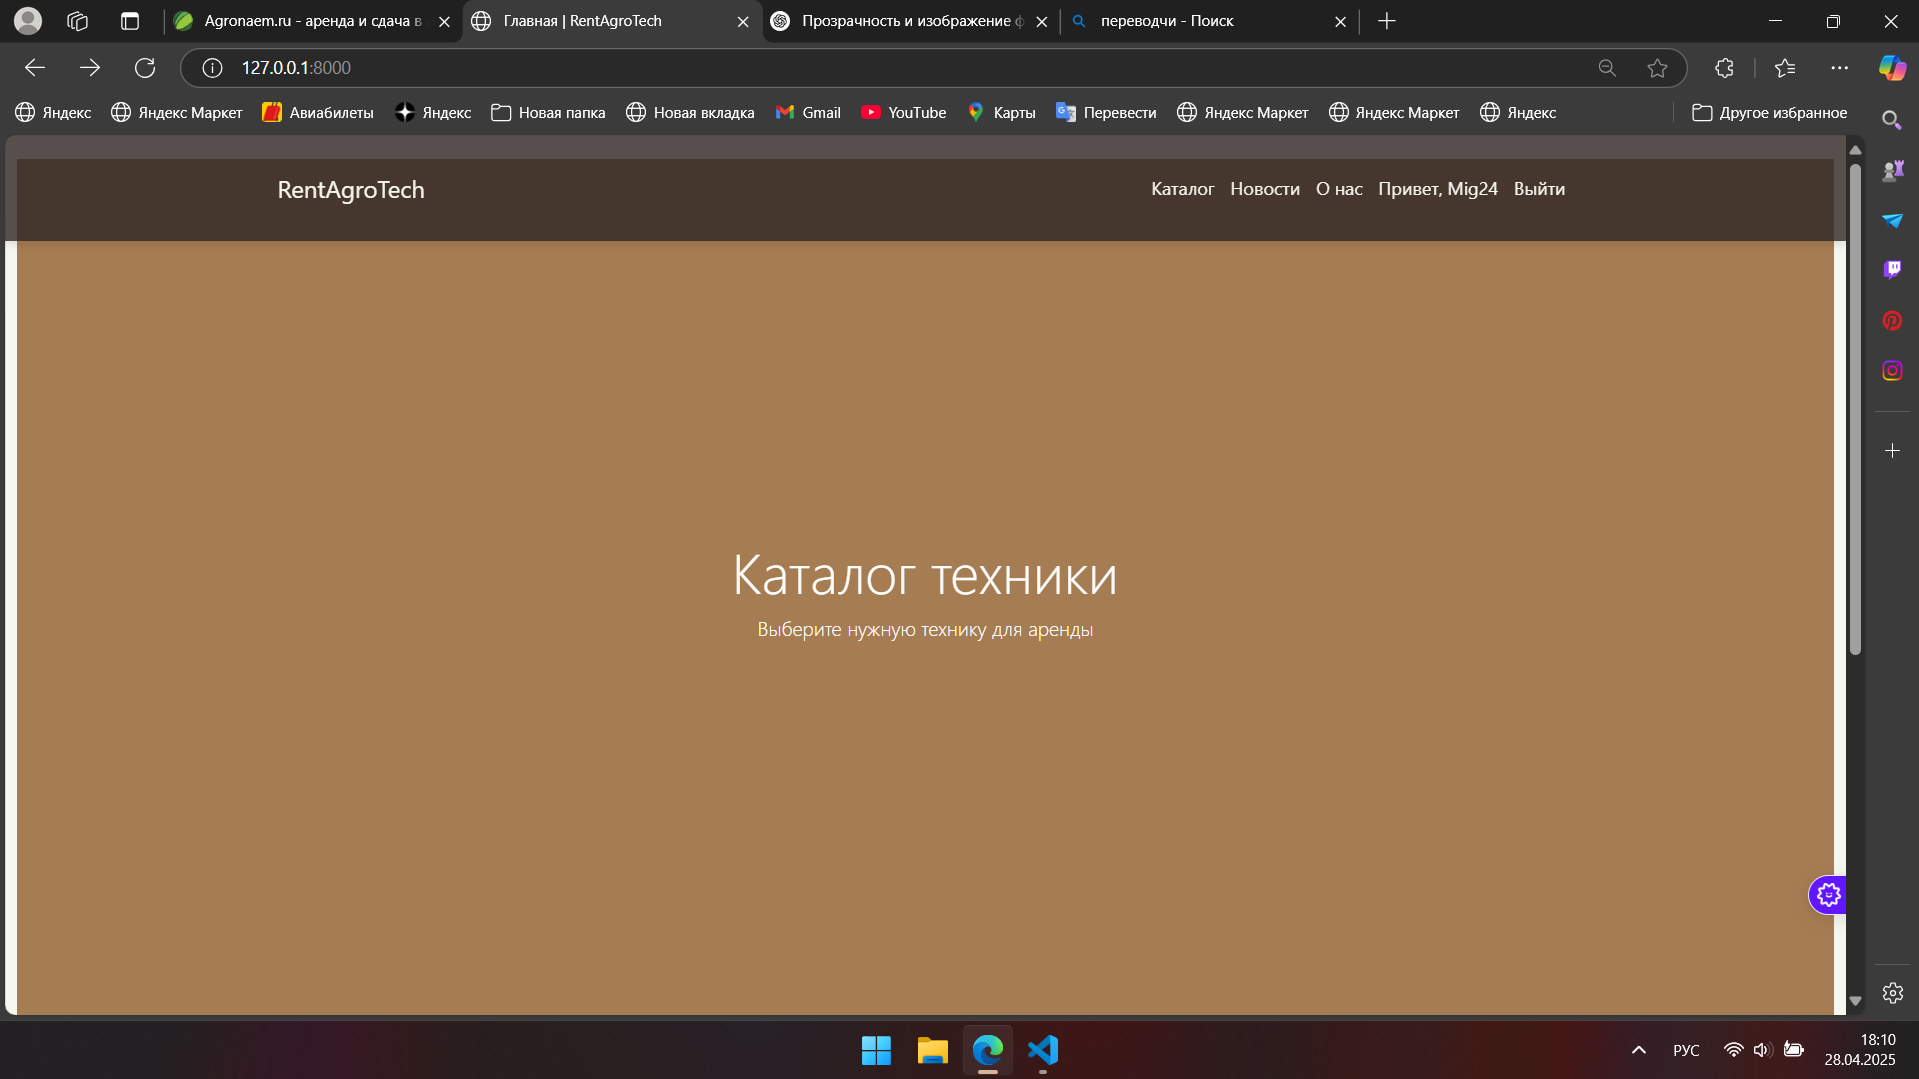 Agronaem.ru - аренда и сдача в
Главная | RentAgroTech
Прозрачность и изображение ф
переводчи - Поиск
127.0.0.1:8000
Яндекс
Яндекс Маркет
Авиабилеты
Яндекс
Новая папка
Новая вкладка
Gmail
YouTube
Карты
Перевести
Яндекс Маркет
Яндекс Маркет
Яндекс
Другое избранное
RentAgroTech
Каталог
Новости
О нас
Привет, Mig24
Выйти
Каталог техники
Выберите нужную технику для аренды
РУС
18:10
28.04.2025